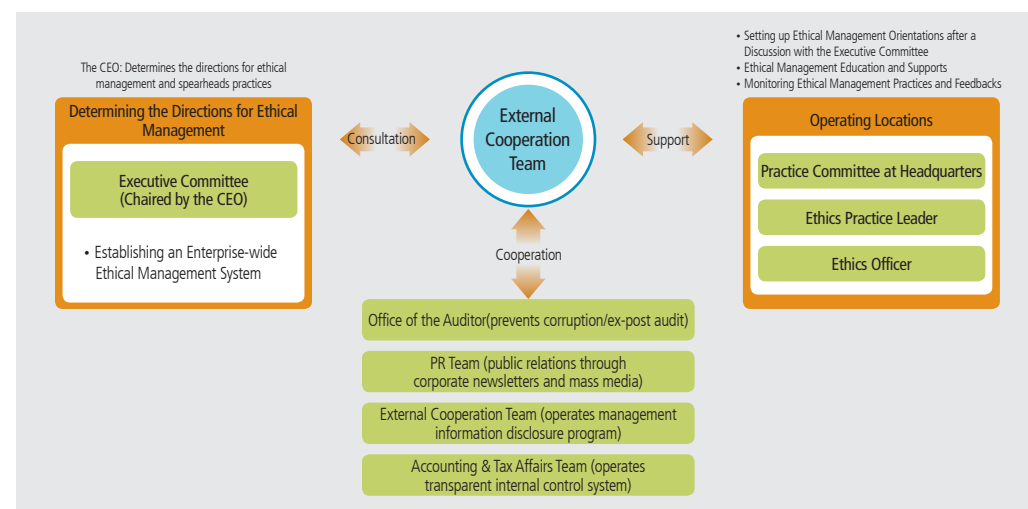 The CEO: Determines the directions for ethical
management and spearheads practices
Determining the Directions for Ethical
Management
Executive Committee
(Chaired by the CEO)
• Establishing an Enterprise-wide
Ethical Management System
Consultation
External
Cooperation
Team
Support
• Setting up Ethical Management Orientations after a
Discussion with the Executive Committee
• Ethical Management Education and Supports
• Monitoring Ethical Management Practices and Feedbacks
Operating Locations
Practice Committee at Headquarters
Ethics Practice Leader
Ethics Officer
Cooperation
Office of the Auditor(prevents corruption/ex-post audit)
PR Team (public relations through
corporate newsletters and mass media)
External Cooperation Team (operates management
information disclosure program)
Accounting & Tax Affairs Team (operates
transparent internal control system)